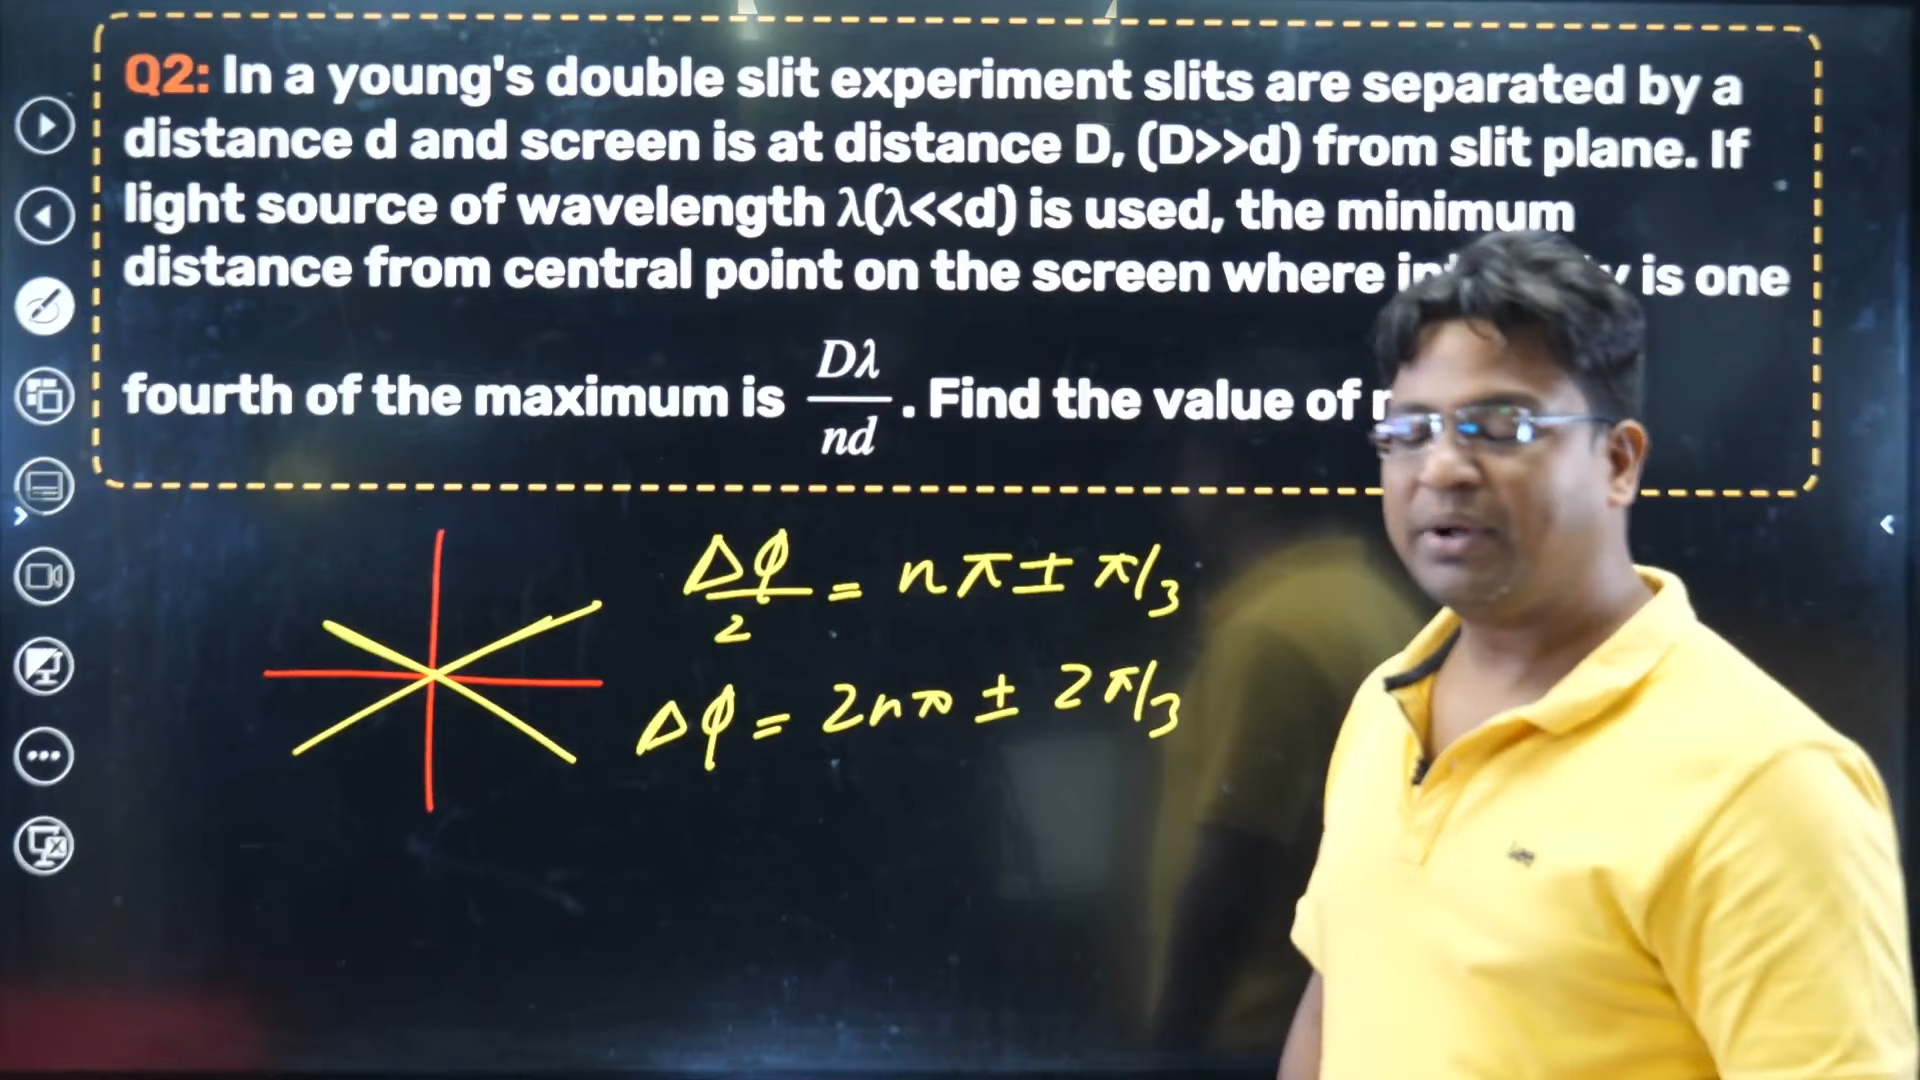 Q2: In a young's double slit experiment slits are separated by a
distance d and screen is at distance D, (D>>d) from slit plane. If
light source of wavelength λ(λ<<d) is used, the minimum
distance from central point on the screen where is one
fourth of the maximum is Dλ/nd. Find the value of
Δφ/2 = nπ ± π/3
Δφ = 2nπ ± 2π/3
Lee